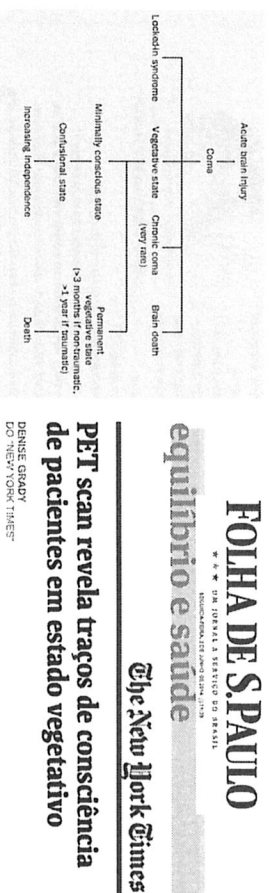 Acute brain injury
Coma
Locked-in syndrome
Vegetative state
Chronic coma
(very rare)
Brain death
Minimally conscious state
Permanent
vegetative state
(>3 months if non-traumatic,
>1 year if traumatic)
Confusional state
Increasing independence
Death
FOLHA DE S.PAULO
★ ★ ★ UM JORNAL A SERVIÇO DO BRASIL
equilíbrio e saúde
The New York Times
PET scan revela traços de consciência
de pacientes em estado vegetativo
DENISE GRADY
DO "NEW YORK TIMES"